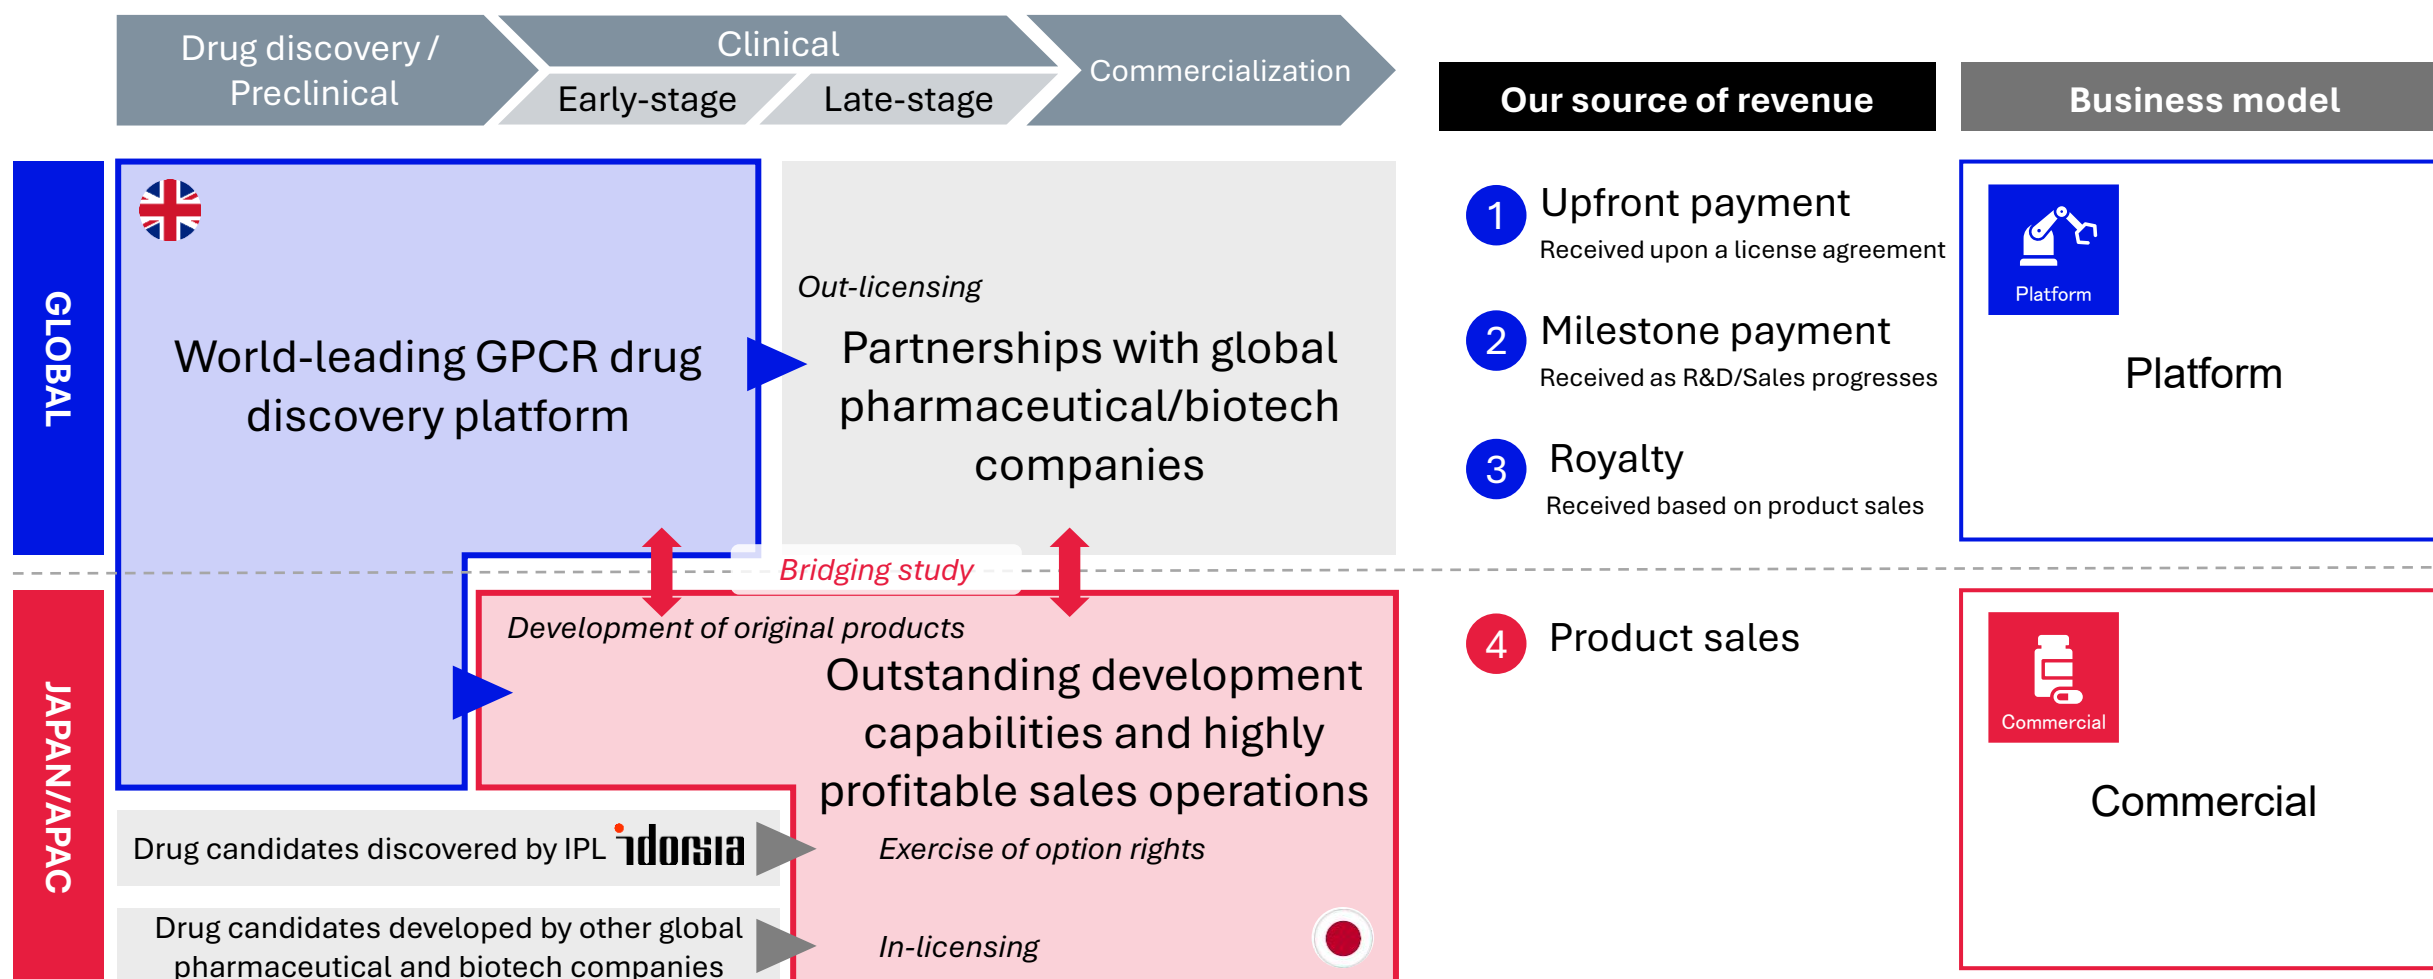 Drug discovery /
Preclinical
Clinical
Early-stage
Late-stage
Commercialization
Our source of revenue
Business model
GLOBAL
World-leading GPCR drug
discovery platform
Out-licensing
Partnerships with global
pharmaceutical/biotech
companies
1 Upfront payment
Received upon a license agreement
2 Milestone payment
Received as R&D/Sales progresses
3 Royalty
Received based on product sales
Platform
Platform
Bridging study
JAPAN/APAC
Development of original products
Outstanding development
capabilities and highly
profitable sales operations
Drug candidates discovered by IPL idorsia
Exercise of option rights
Drug candidates developed by other global
pharmaceutical and biotech companies
In-licensing
4 Product sales
Commercial
Commercial